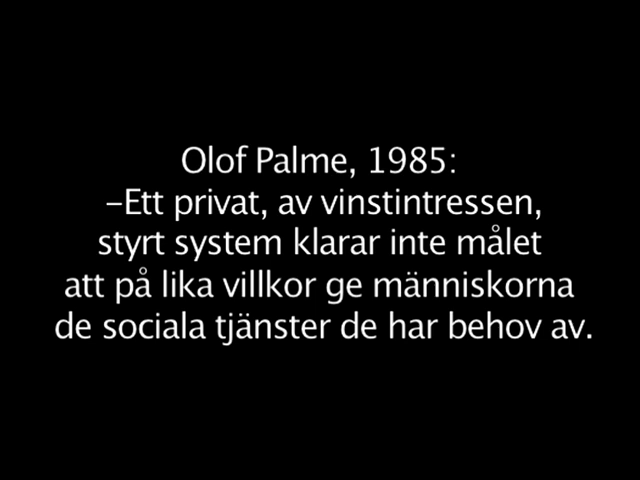 Olof Palme, 1985:
–Ett privat, av vinstintressen,
styrt system klarar inte målet
att på lika villkor ge människorna
de sociala tjänster de har behov av.